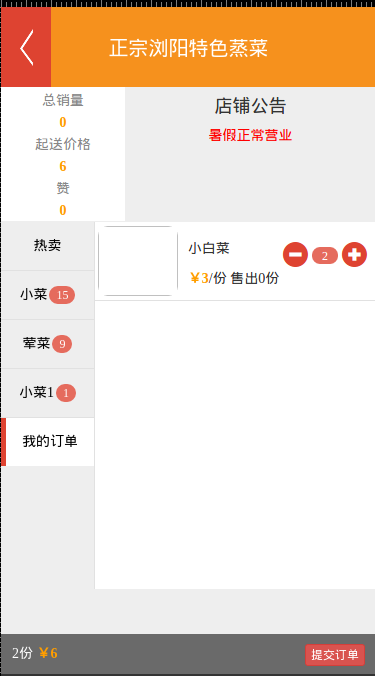 正宗浏阳特色蒸菜
总销量
0
起送价格
6
赞
0
店铺公告
暑假正常营业
热卖
小菜 15
荤菜 9
小菜1 1
我的订单
小白菜
2
￥3/份 售出0份
2份 ￥6
提交订单